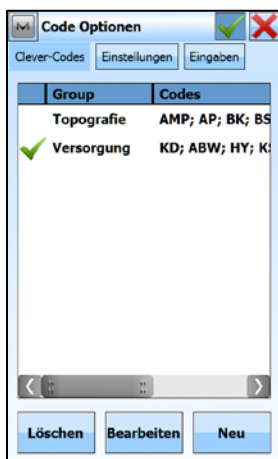 Code Optionen
Clever-Codes Einstellungen Eingaben
Group Codes
Topografie AMP; AP; BK; BS
Versorgung KD; ABW; HY; K
Löschen Bearbeiten Neu